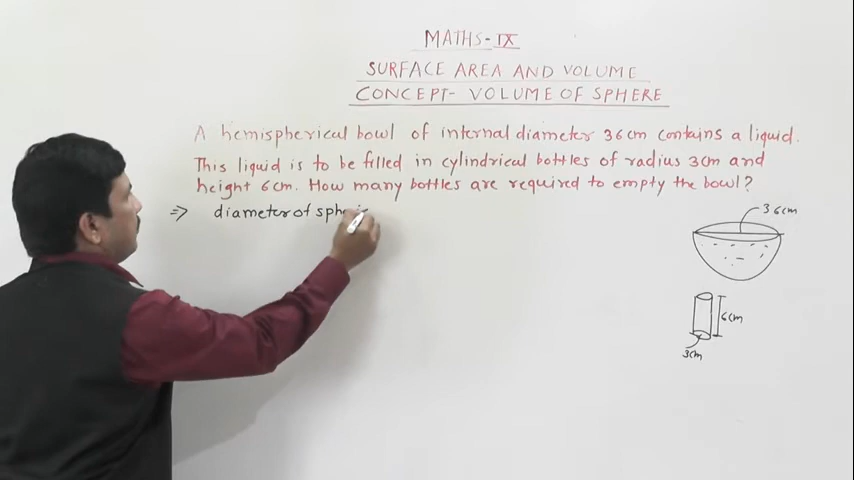 MATHS-IX
SURFACE AREA AND VOLUME
CONCEPT- VOLUME OF SPHERE
A hemispherical bowl of internal diameter 36cm contains a liquid.
This liquid is to be filled in cylindrical bottles of radius 3cm and
height 6cm. How many bottles are required to empty the bowl?
⇒ diameter of
36cm
6cm
3cm